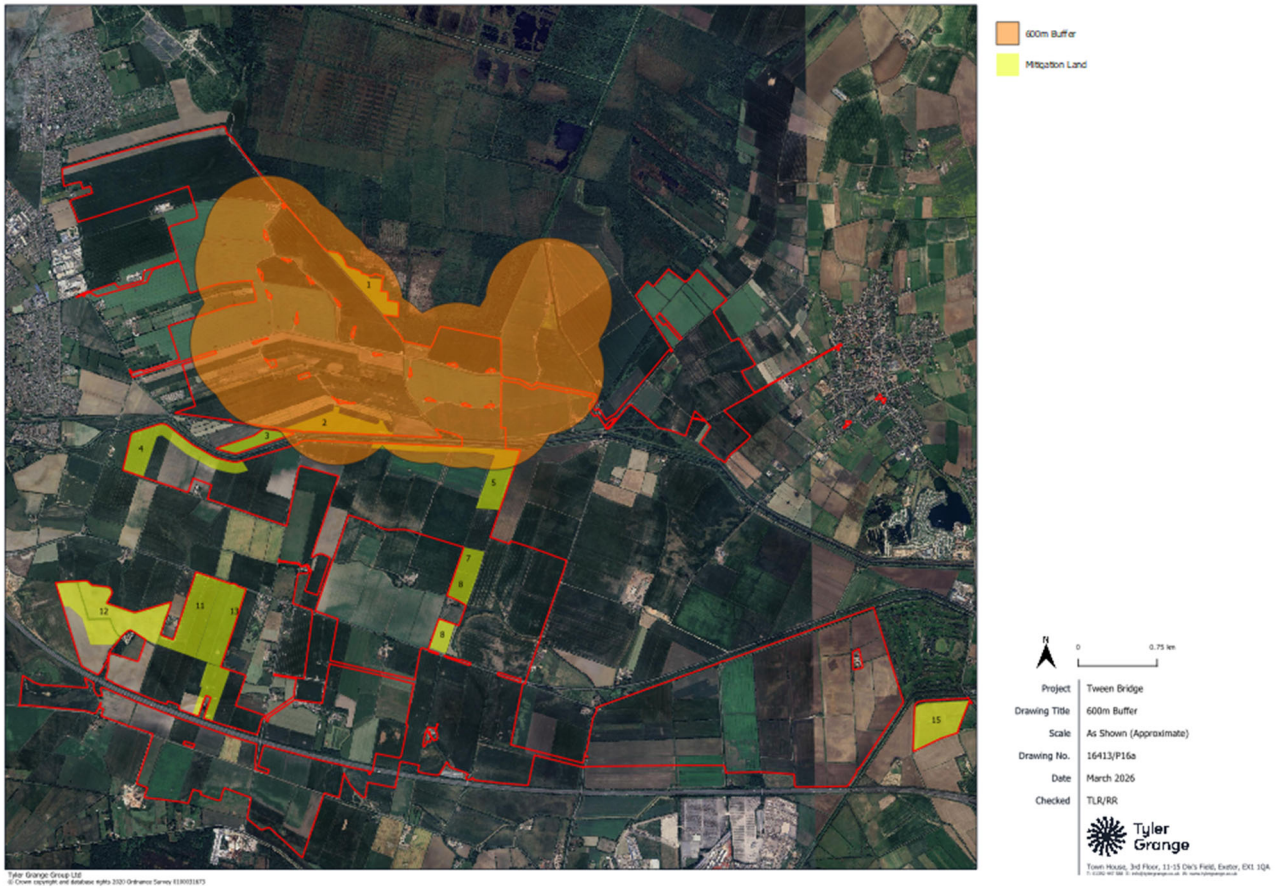 600m Buffer
Mitigation Land
1
2
3
4
5
7
8
8
11
12
13
15
N
0 0.75 km
Project Tween Bridge
Drawing Title 600m Buffer
Scale As Shown (Approximate)
Drawing No. 16413/P16a
Date March 2026
Checked TLR/RR
Tyler
Grange
Town House, 3rd Floor, 11-15 Dix's Field, Exeter, EX1 1QA
Tyler Grange Group Ltd
© Crown copyright and database rights 2020 Ordnance Survey 0100031673